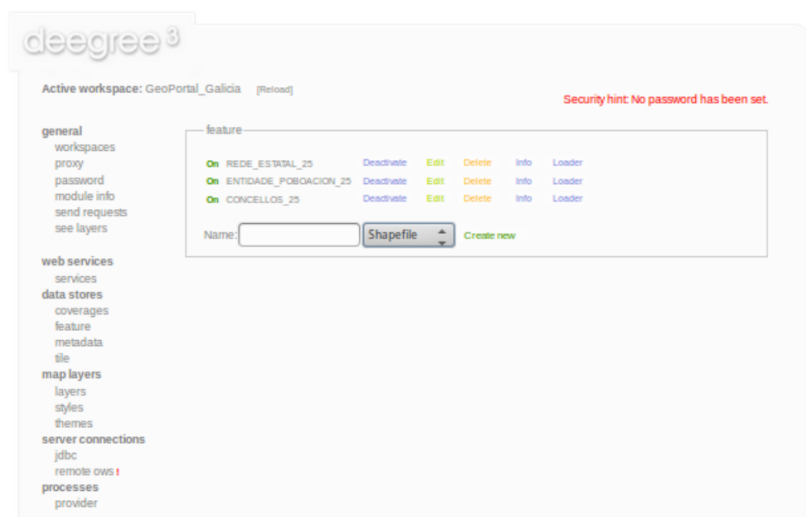 deegree 3
Active workspace: GeoPortal_Galicia [Reload]
Security hint: No password has been set.
general
workspaces
proxy
password
module info
send requests
see layers
web services
services
data stores
coverages
feature
metadata
tile
map layers
layers
styles
themes
server connections
jdbc
remote ows !
processes
provider
feature
On REDE_ESTATAL_25 Deactivate Edit Delete Info Loader
On ENTIDADE_POBOACION_25 Deactivate Edit Delete Info Loader
On CONCELLOS_25 Deactivate Edit Delete Info Loader
Name: Shapefile Create new